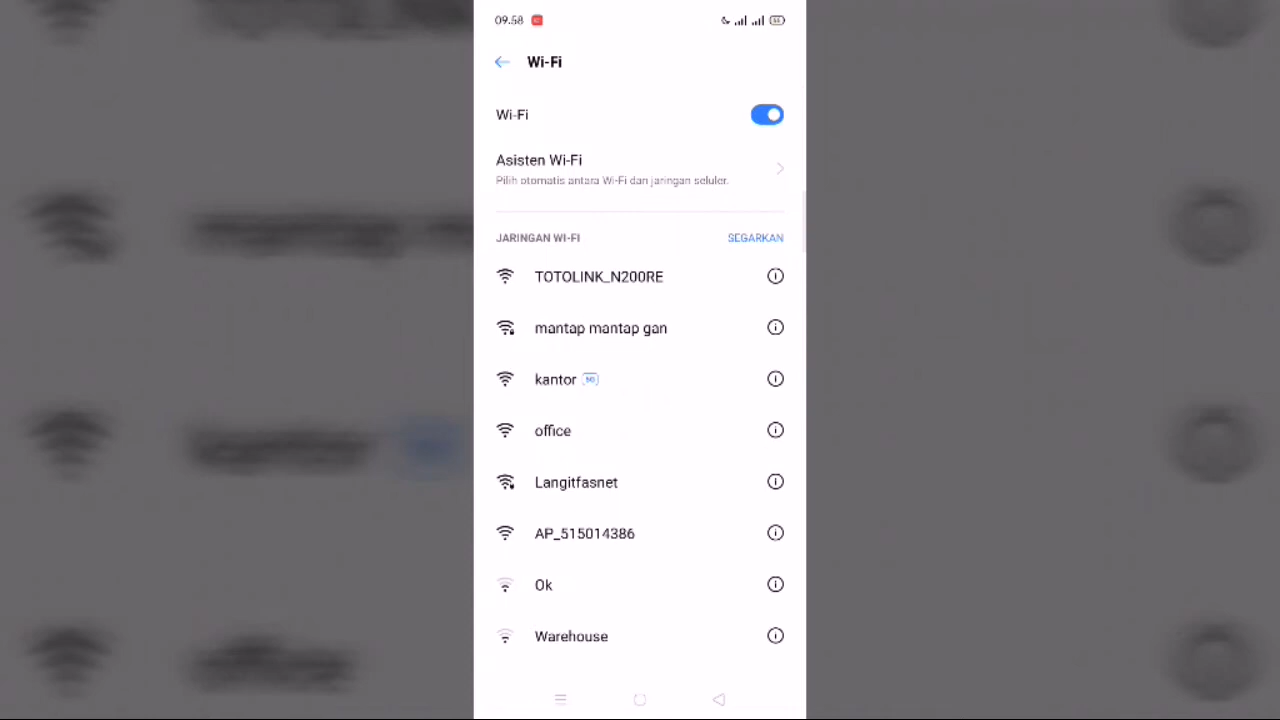 09.58
Wi-Fi
Wi-Fi
Asisten Wi-Fi
Pilih otomatis antara Wi-Fi dan jaringan seluler.
JARINGAN WI-FI SEGARKAN
TOTOLINK_N200RE
mantap mantap gan
kantor 5G
office
Langitfasnet
AP_515014386
Ok
Warehouse